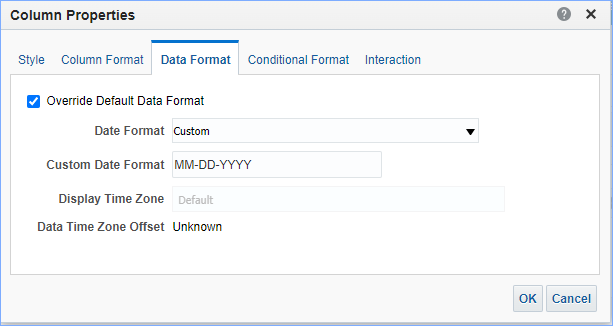 Column Properties ? ×
Style Column Format Data Format Conditional Format Interaction
Override Default Data Format
Date Format Custom
Custom Date Format MM-DD-YYYY
Display Time Zone Default
Data Time Zone Offset Unknown
OK Cancel